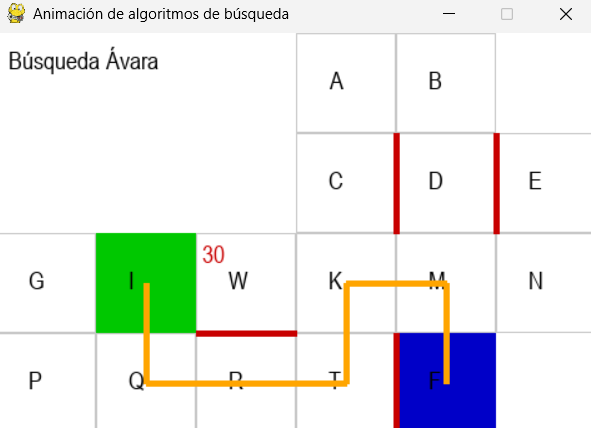 Animación de algoritmos de búsqueda
Búsqueda Ávara
A B
C D E
30
G I W K M N
P Q R T F